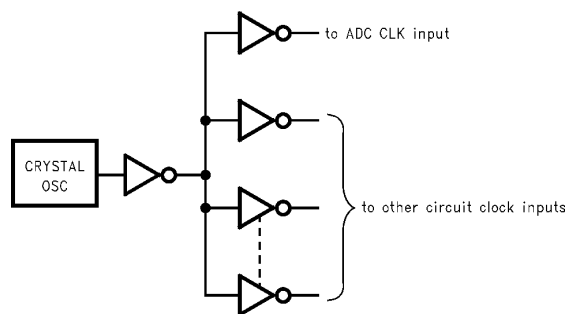 to ADC CLK input
CRYSTAL
OSC
to other circuit clock inputs